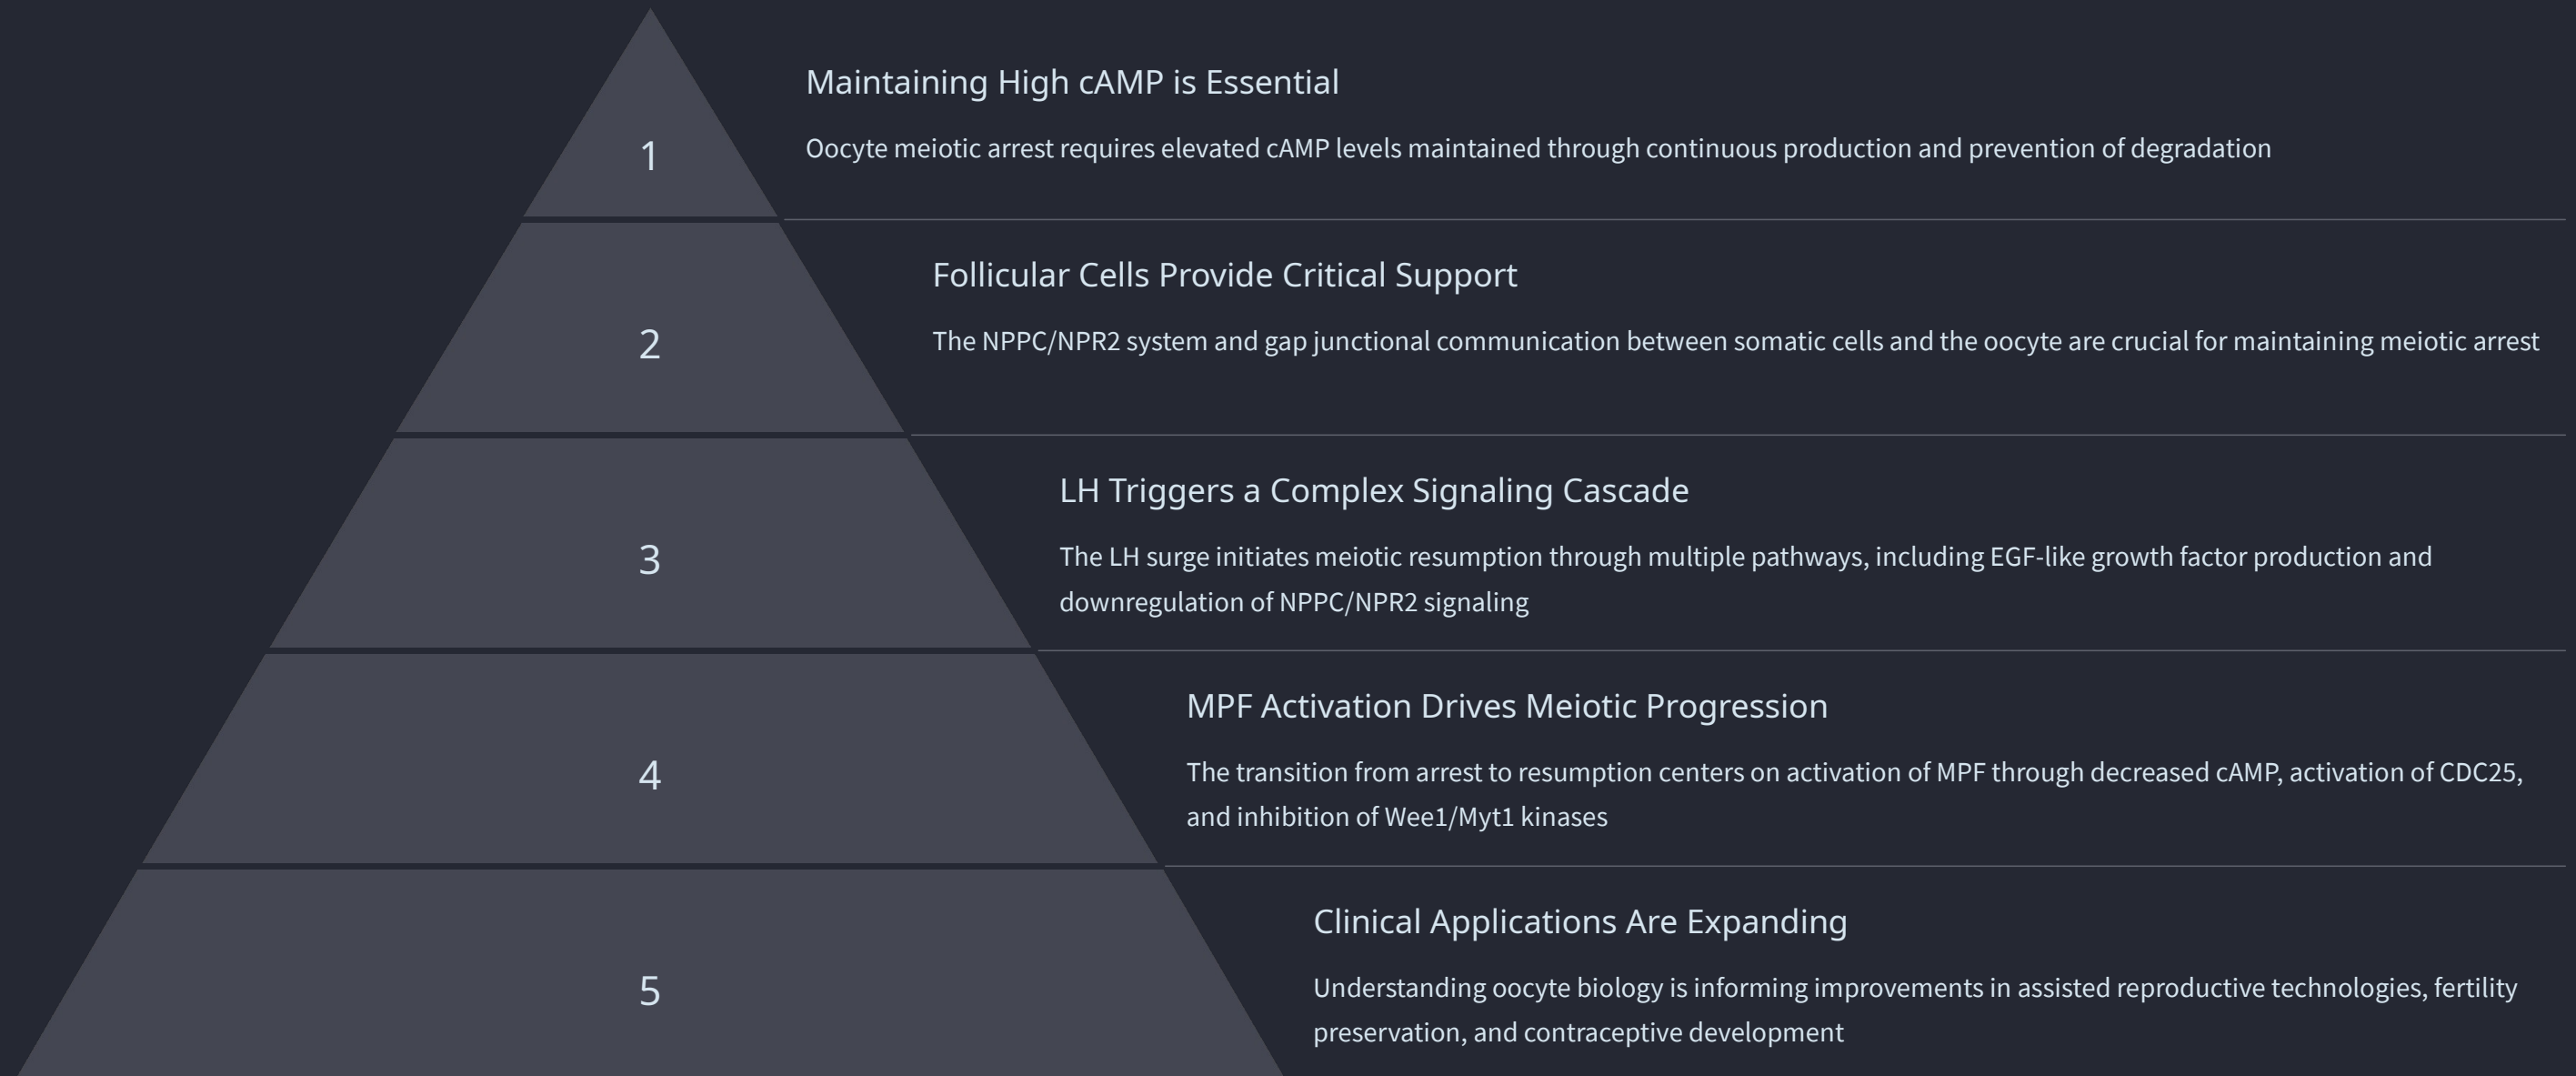 1
Maintaining High cAMP is Essential
Oocyte meiotic arrest requires elevated cAMP levels maintained through continuous production and prevention of degradation
2
Follicular Cells Provide Critical Support
The NPPC/NPR2 system and gap junctional communication between somatic cells and the oocyte are crucial for maintaining meiotic arrest
3
LH Triggers a Complex Signaling Cascade
The LH surge initiates meiotic resumption through multiple pathways, including EGF-like growth factor production and
downregulation of NPPC/NPR2 signaling
4
MPF Activation Drives Meiotic Progression
The transition from arrest to resumption centers on activation of MPF through decreased cAMP, activation of CDC25,
and inhibition of Wee1/Myt1 kinases
5
Clinical Applications Are Expanding
Understanding oocyte biology is informing improvements in assisted reproductive technologies, fertility
preservation, and contraceptive development